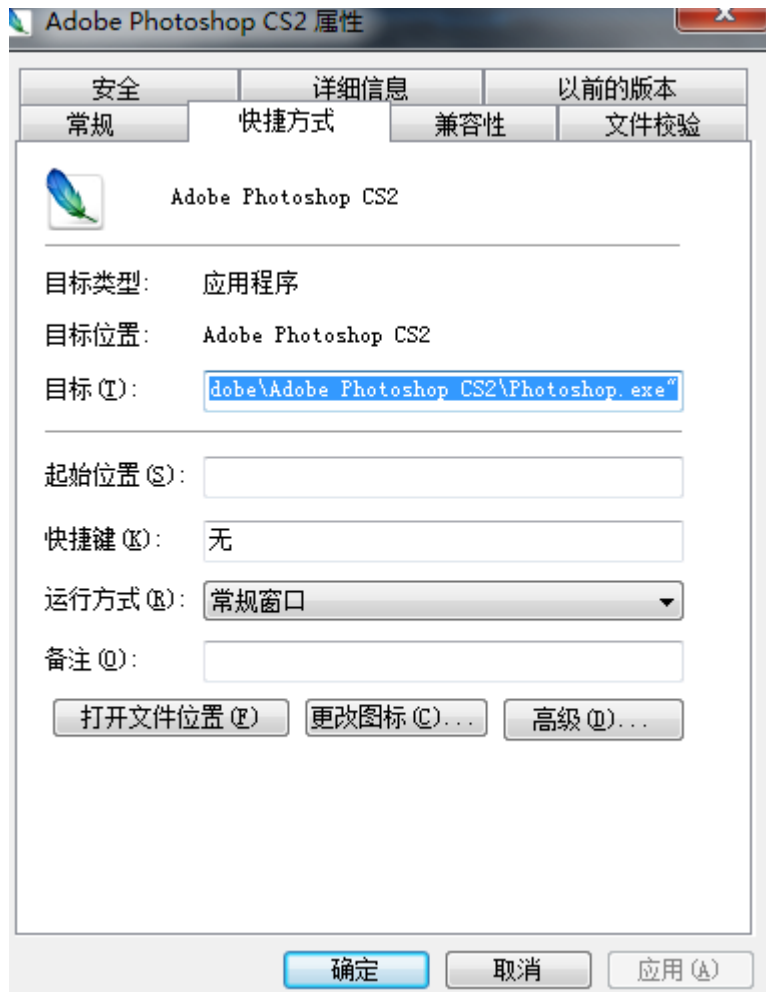 Adobe Photoshop CS2 属性
安全 详细信息 以前的版本
常规 快捷方式 兼容性 文件校验
Adobe Photoshop CS2
目标类型: 应用程序
目标位置: Adobe Photoshop CS2
目标(T): dobe\Adobe Photoshop CS2\Photoshop.exe"
起始位置(S):
快捷键(K): 无
运行方式(R): 常规窗口
备注(O):
打开文件位置(F) 更改图标(C)... 高级(D)...
确定 取消 应用(A)